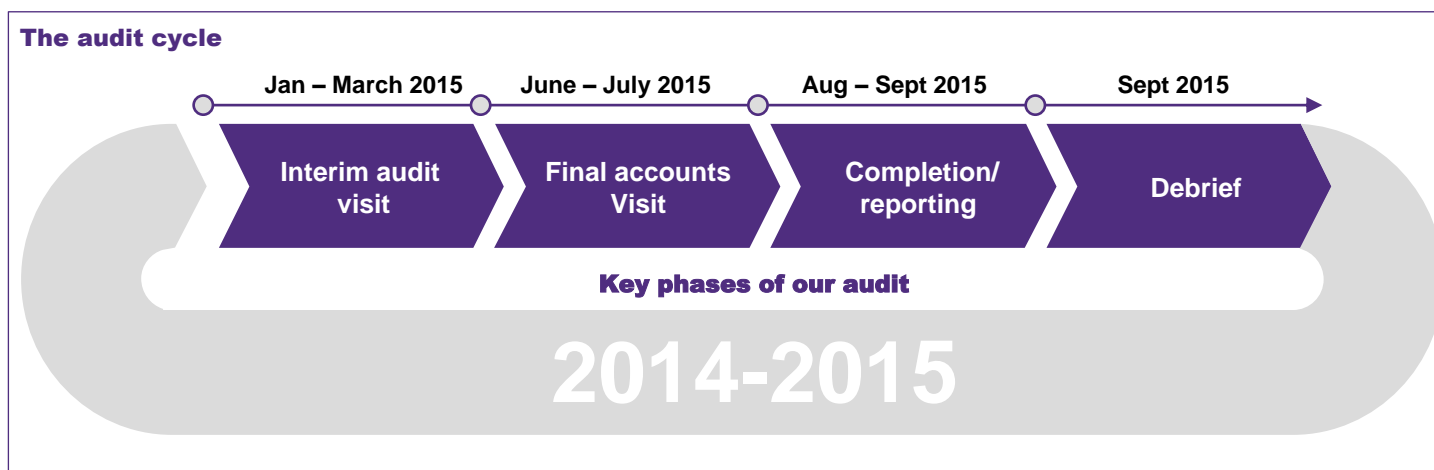 The audit cycle
Jan – March 2015
June – July 2015
Aug – Sept 2015
Sept 2015
Interim audit
visit
Final accounts
Visit
Completion/
reporting
Debrief
Key phases of our audit
2014-2015